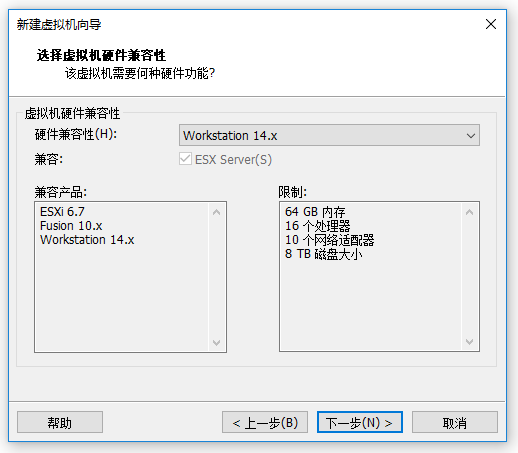 新建虚拟机向导
选择虚拟机硬件兼容性
该虚拟机需要何种硬件功能?
虚拟机硬件兼容性
硬件兼容性(H): Workstation 14.x
兼容: ESX Server(S)
兼容产品:
ESXi 6.7
Fusion 10.x
Workstation 14.x
限制:
64 GB 内存
16 个处理器
10 个网络适配器
8 TB 磁盘大小
帮助 < 上一步(B) 下一步(N) > 取消